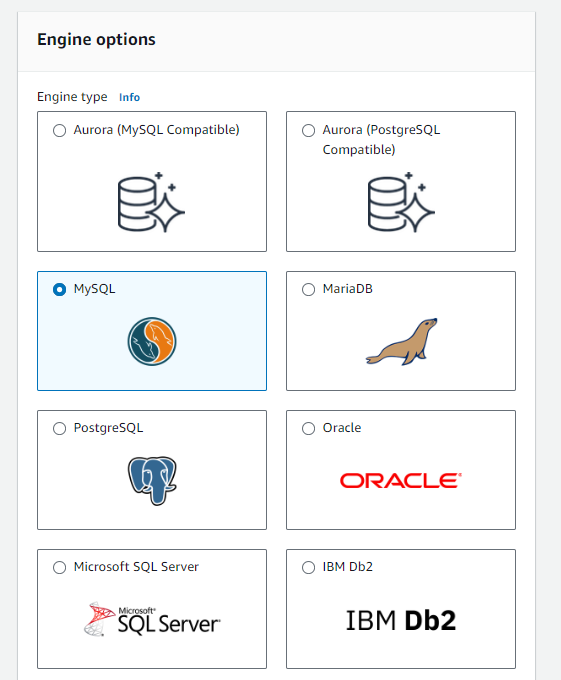 Engine options
Engine type Info
Aurora (MySQL Compatible)
Aurora (PostgreSQL
Compatible)
MySQL
MariaDB
PostgreSQL
Oracle
ORACLE®
Microsoft SQL Server
IBM Db2
Microsoft®
SQL Server®
IBM Db2